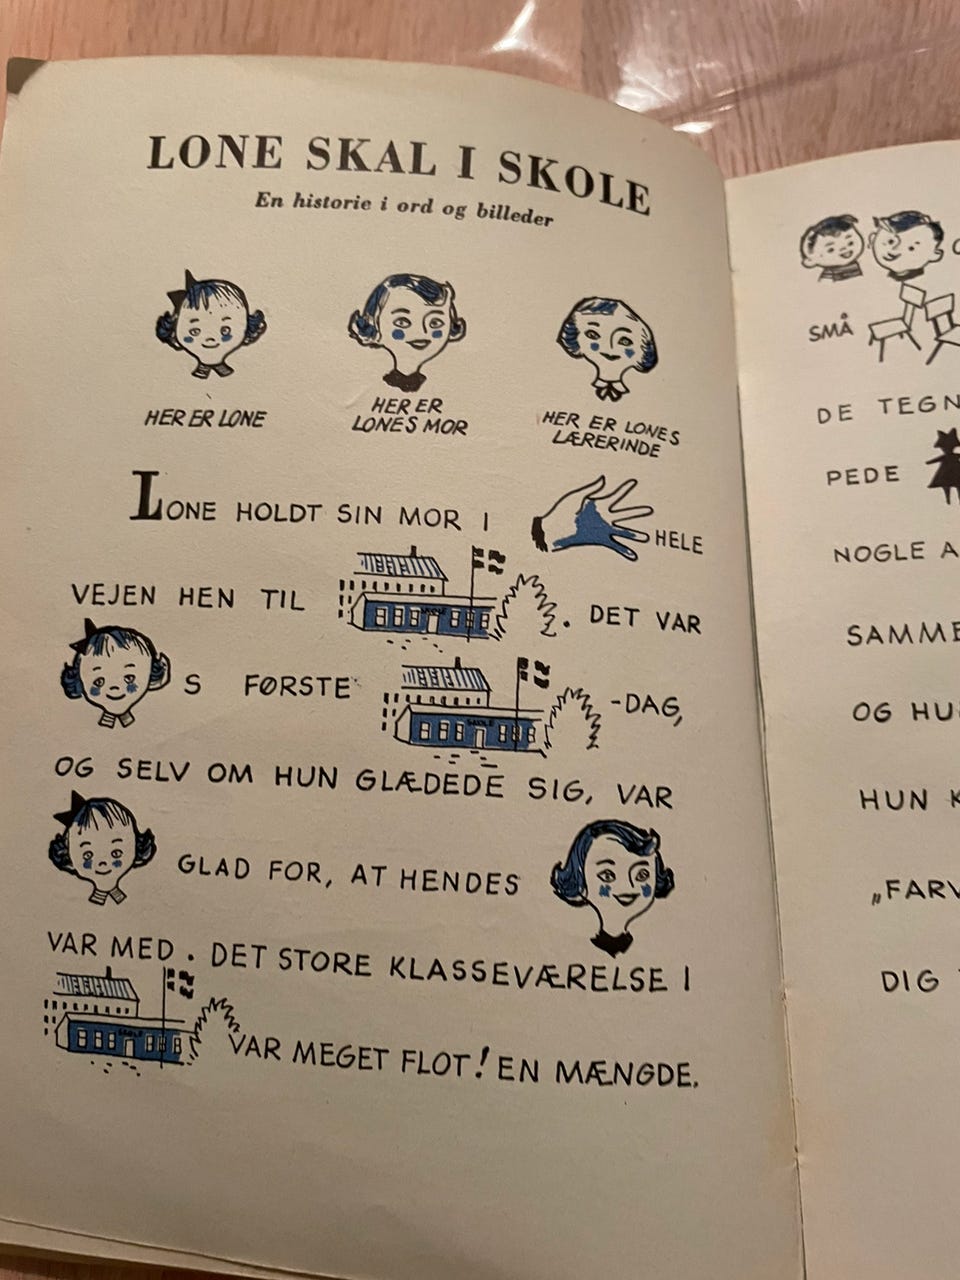 LONE SKAL I SKOLE
En historie i ord og billeder
HER ER LONE
HER ER
LONES MOR
HER ER LONES
LÆRERINDE
LONE HOLDT SIN MOR I HELE
VEJEN HEN TIL SKOLE . DET VAR
S FØRSTE SKOLE -DAG,
OG SELV OM HUN GLÆDEDE SIG, VAR
GLAD FOR, AT HENDES
VAR MED . DET STORE KLASSEVÆRELSE I
SKOLE VAR MEGET FLOT! EN MÆNGDE.
SMÅ
DE TEGN
PEDE
NOGLE A
SAMME
OG HU
HUN K
„FARV
DIG